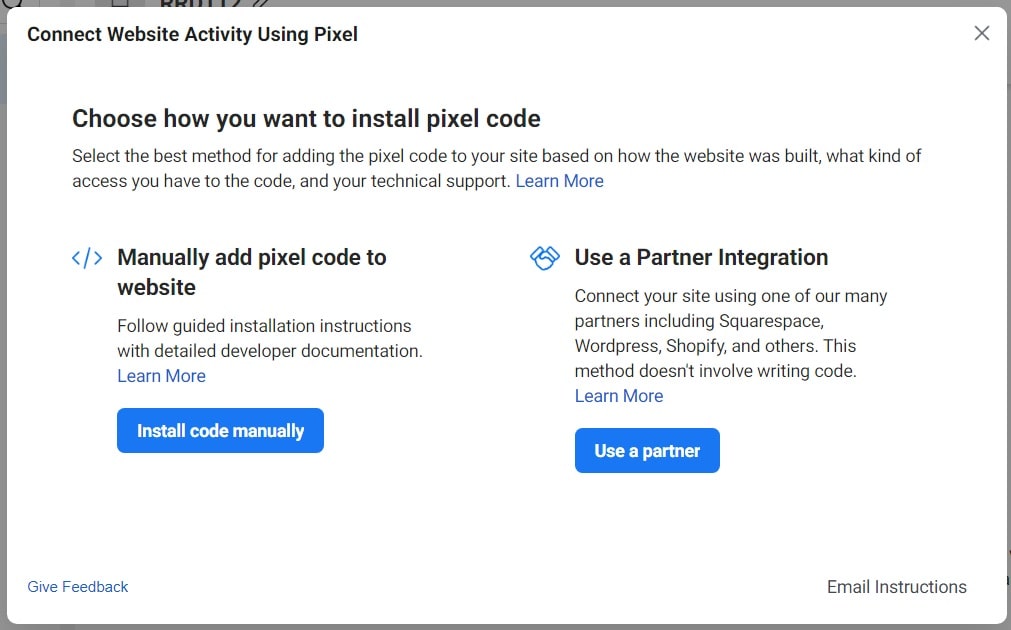 Connect Website Activity Using Pixel
Choose how you want to install pixel code
Select the best method for adding the pixel code to your site based on how the website was built, what kind of
access you have to the code, and your technical support. Learn More
Manually add pixel code to
website
Follow guided installation instructions
with detailed developer documentation.
Learn More
Install code manually
Use a Partner Integration
Connect your site using one of our many
partners including Squarespace,
Wordpress, Shopify, and others. This
method doesn't involve writing code.
Learn More
Use a partner
Give Feedback
Email Instructions